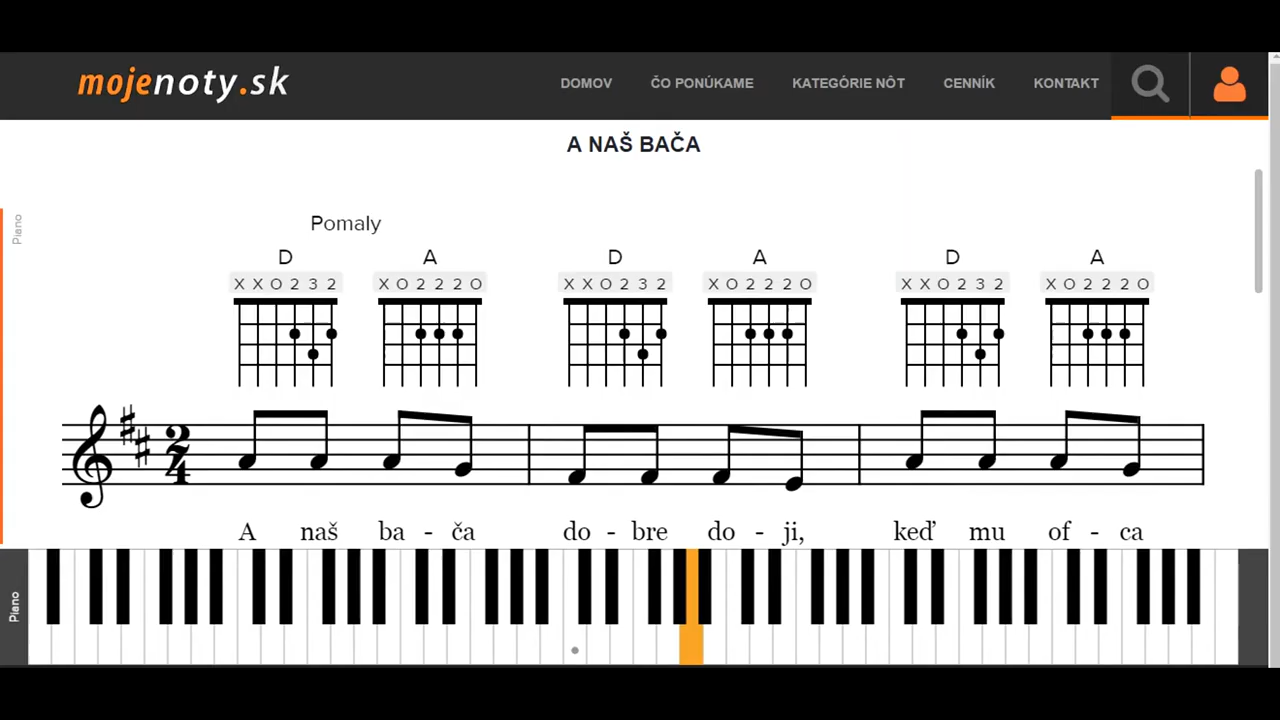 mojenoty.sk
DOMOV ČO PONÚKAME KATEGÓRIE NÔT CENNÍK KONTAKT
A NAŠ BAČA
Piano
Pomaly
D A D A D A
X X O 2 3 2 X O 2 2 2 O X X O 2 3 2 X O 2 2 2 O X X O 2 3 2 X O 2 2 2 O
2
4
A naš ba - ča do - bre do - ji, keď mu of - ca
Piano